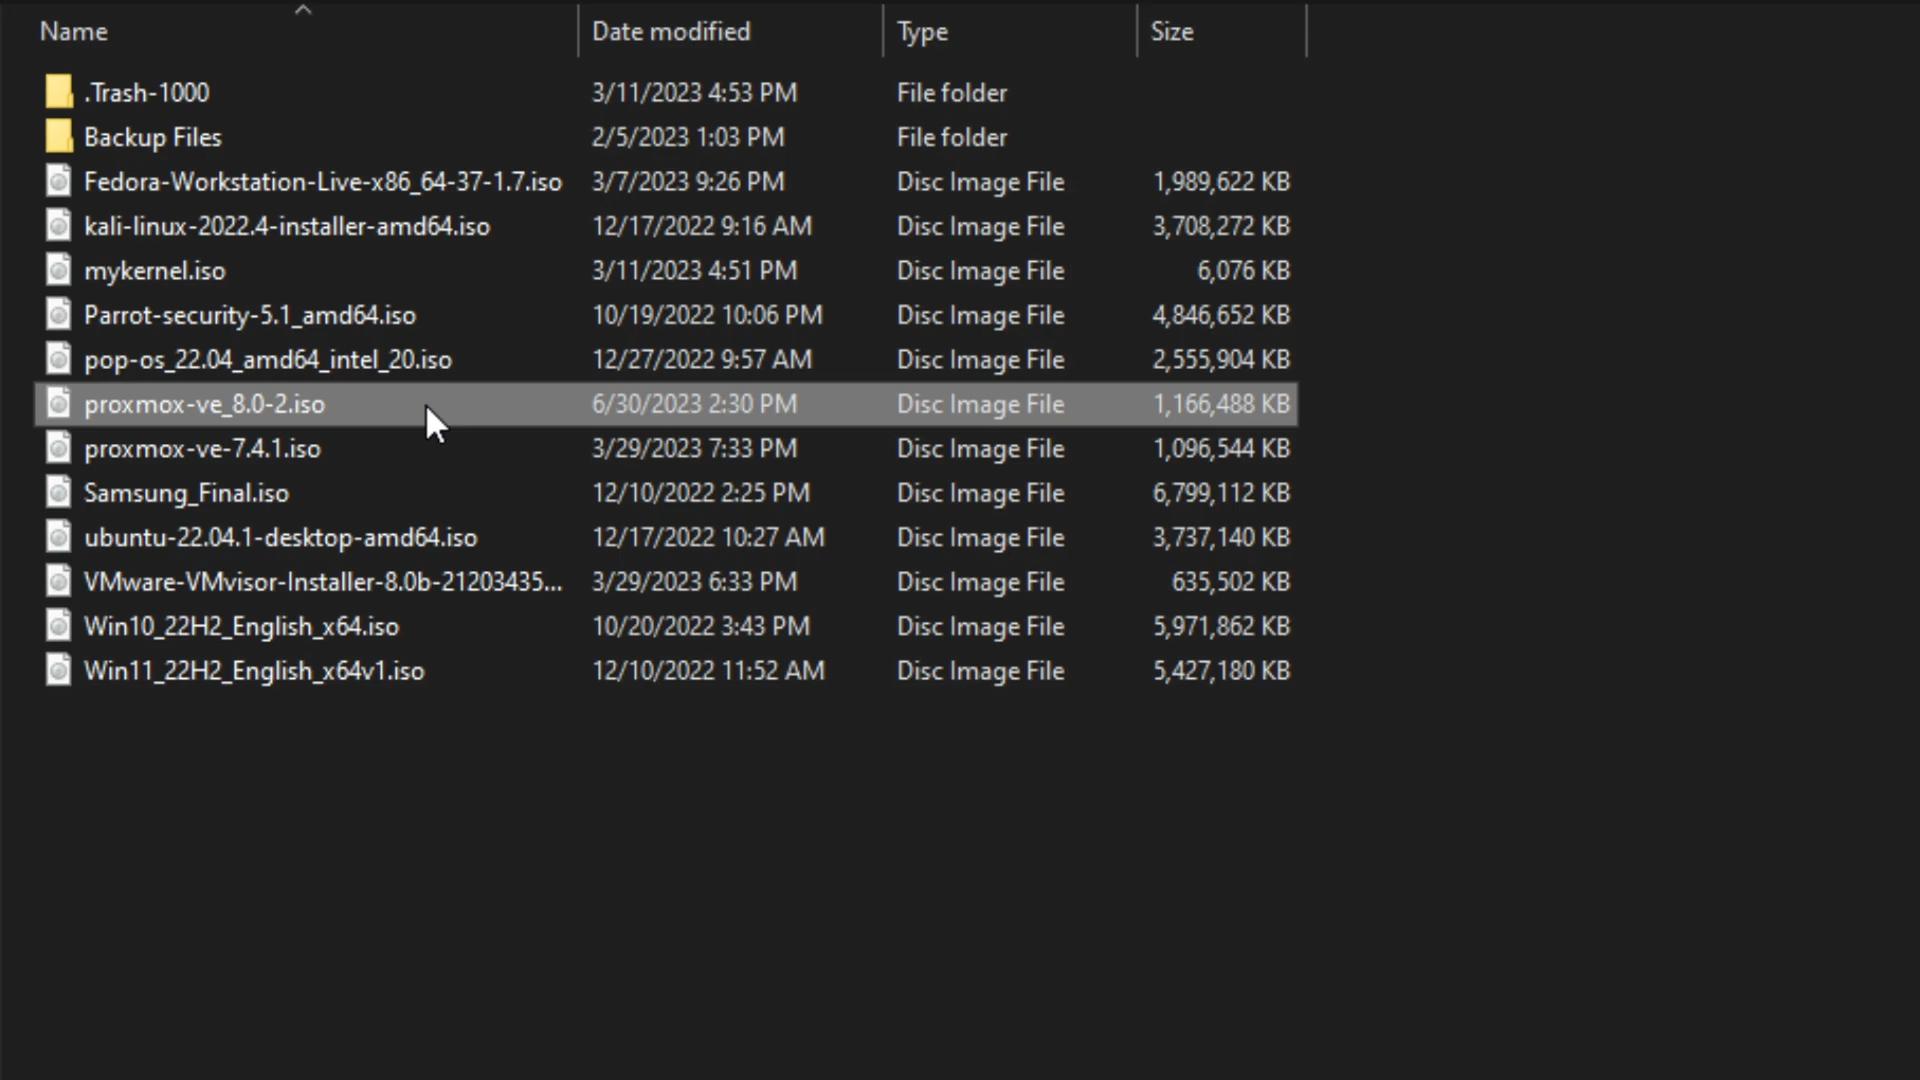 Name Date modified Type Size
.Trash-1000 3/11/2023 4:53 PM File folder
Backup Files 2/5/2023 1:03 PM File folder
Fedora-Workstation-Live-x86_64-37-1.7.iso 3/7/2023 9:26 PM Disc Image File 1,989,622 KB
kali-linux-2022.4-installer-amd64.iso 12/17/2022 9:16 AM Disc Image File 3,708,272 KB
mykernel.iso 3/11/2023 4:51 PM Disc Image File 6,076 KB
Parrot-security-5.1_amd64.iso 10/19/2022 10:06 PM Disc Image File 4,846,652 KB
pop-os_22.04_amd64_intel_20.iso 12/27/2022 9:57 AM Disc Image File 2,555,904 KB
proxmox-ve_8.0-2.iso 6/30/2023 2:30 PM Disc Image File 1,166,488 KB
proxmox-ve-7.4.1.iso 3/29/2023 7:33 PM Disc Image File 1,096,544 KB
Samsung_Final.iso 12/10/2022 2:25 PM Disc Image File 6,799,112 KB
ubuntu-22.04.1-desktop-amd64.iso 12/17/2022 10:27 AM Disc Image File 3,737,140 KB
VMware-VMvisor-Installer-8.0b-21203435... 3/29/2023 6:33 PM Disc Image File 635,502 KB
Win10_22H2_English_x64.iso 10/20/2022 3:43 PM Disc Image File 5,971,862 KB
Win11_22H2_English_x64v1.iso 12/10/2022 11:52 AM Disc Image File 5,427,180 KB